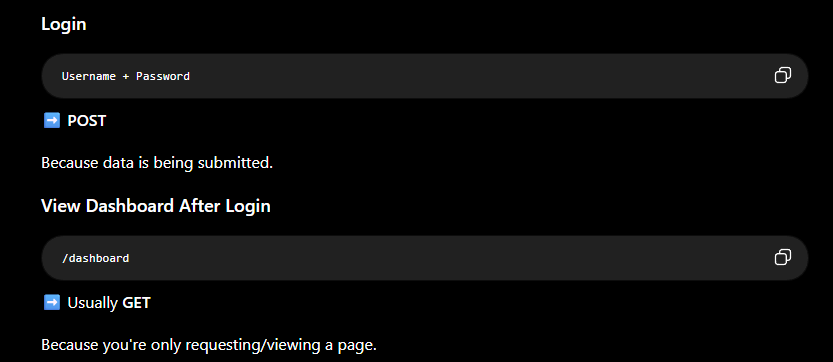 Login
Username + Password
➡️ POST
Because data is being submitted.
View Dashboard After Login
/dashboard
➡️ Usually GET
Because you're only requesting/viewing a page.